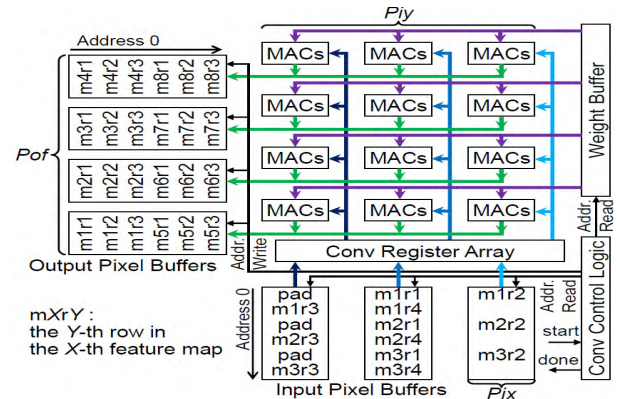 Piy
Address 0
MACs MACs MACs
m4r1 m4r2 m4r3 m8r1 m8r2 m8r3
MACs MACs MACs
m3r1 m3r2 m3r3 m7r1 m7r2 m7r3
Weight Buffer
Pof
MACs MACs MACs
m2r1 m2r2 m2r3 m6r1 m6r2 m6r3
MACs MACs MACs
m1r1 m1r2 m1r3 m5r1 m5r2 m5r3
Addr. Write
Addr. Read
Conv Register Array
Output Pixel Buffers
Conv Control Logic
Addr. Read
Address 0
pad m1r1 m1r2
m1r3 m1r4
pad m2r1 m2r2
m2r3 m2r4
pad m3r1 m3r2
m3r3 m3r4
mXrY :
the Y-th row in
the X-th feature map
start
done
Input Pixel Buffers
Pix